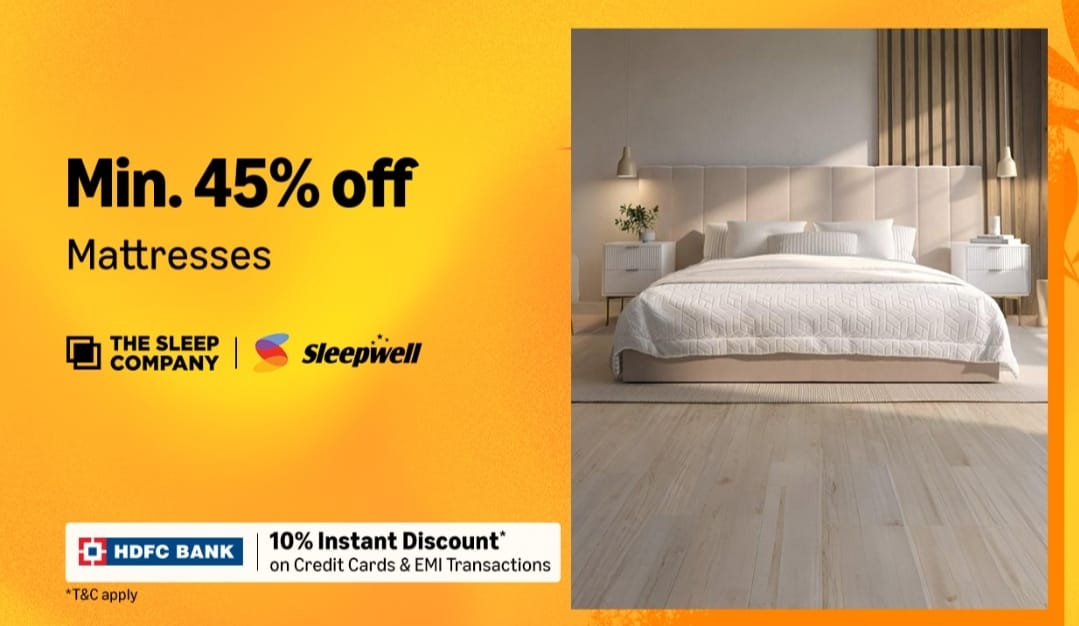 Min. 45% off
Mattresses
THE SLEEP
COMPANY
Sleepwell
HDFC BANK
10% Instant Discount*
on Credit Cards & EMI Transactions
*T&C apply